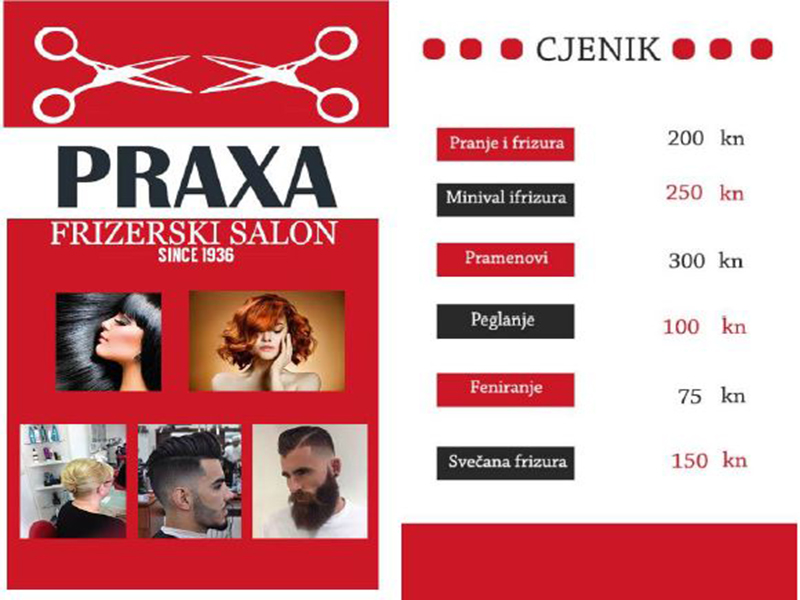 PRAXA
FRIZERSKI SALON
SINCE 1936
CJENIK
Pranje i frizura 200 kn
Minival ifrizura 250 kn
Pramenovi 300 kn
Peglanje 100 kn
Feniranje 75 kn
Svečana frizura 150 kn